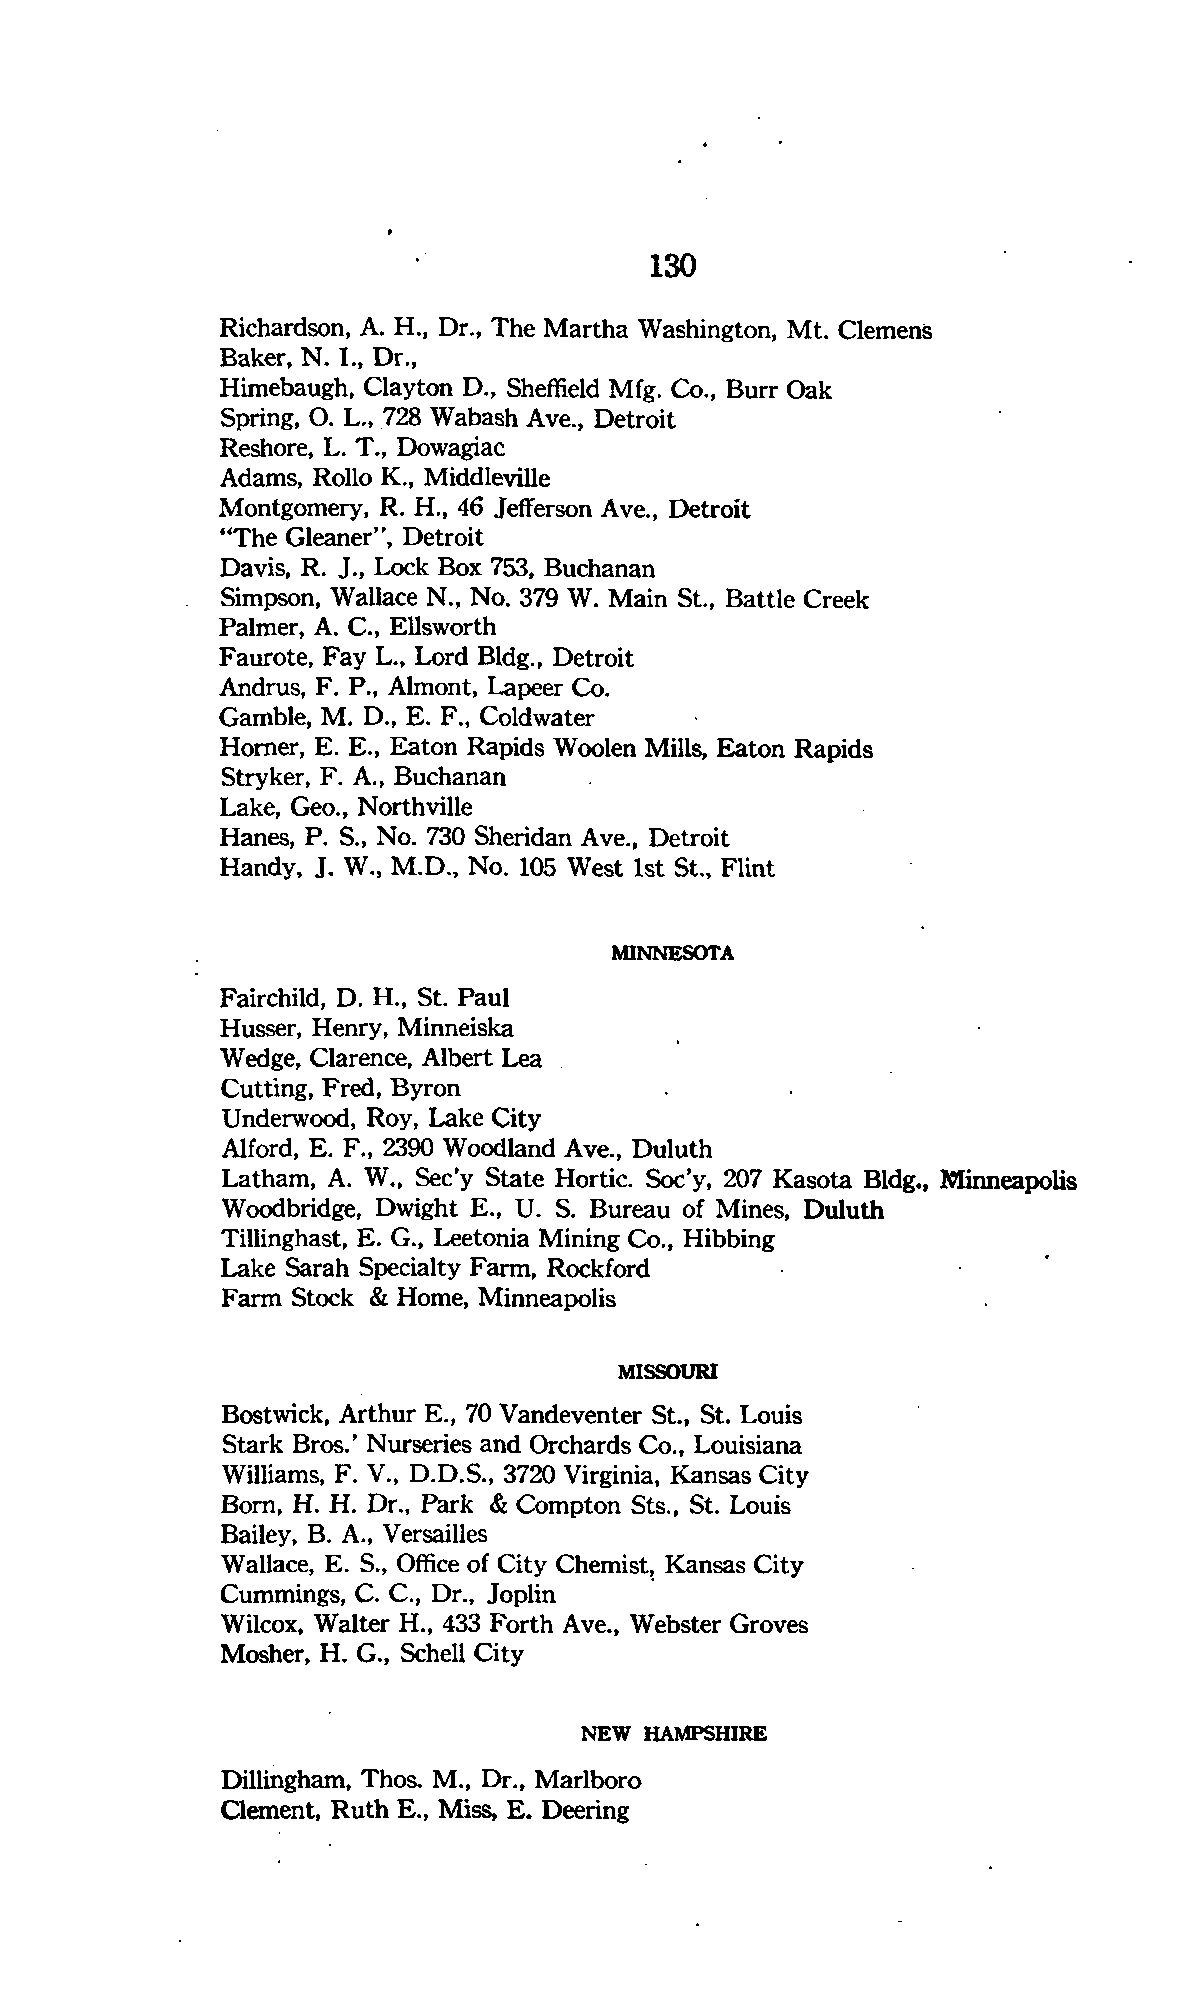 130
Richardson, A. H., Dr., The Martha Washington, Mt. Clemens
Baker, N. I., Dr.,
Himebaugh, Clayton D., Sheffield Mfg. Co., Burr Oak
Spring, O. L., 728 Wabash Ave., Detroit
Reshore, L. T., Dowagiac
Adams, Rollo K., Middleville
Montgomery, R. H., 46 Jefferson Ave., Detroit
“The Gleaner”, Detroit
Davis, R. J., Lock Box 753, Buchanan
Simpson, Wallace N., No. 379 W. Main St., Battle Creek
Palmer, A. C., Ellsworth
Faurote, Fay L., Lord Bldg., Detroit
Andrus, F. P., Almont, Lapeer Co.
Gamble, M. D., E. F., Coldwater
Horner, E. E., Eaton Rapids Woolen Mills, Eaton Rapids
Stryker, F. A., Buchanan
Lake, Geo., Northville
Hanes, P. S., No. 730 Sheridan Ave., Detroit
Handy, J. W., M.D., No. 105 West 1st St., Flint
MINNESOTA
Fairchild, D. H., St. Paul
Husser, Henry, Minneiska
Wedge, Clarence, Albert Lea
Cutting, Fred, Byron
Underwood, Roy, Lake City
Alford, E. F., 2390 Woodland Ave., Duluth
Latham, A. W., Sec'y State Hortic. Soc'y, 207 Kasota Bldg., Minneapolis
Woodbridge, Dwight E., U. S. Bureau of Mines, Duluth
Tillinghast, E. G., Leetonia Mining Co., Hibbing
Lake Sarah Specialty Farm, Rockford
Farm Stock & Home, Minneapolis
MISSOURI
Bostwick, Arthur E., 70 Vandeventer St., St. Louis
Stark Bros.' Nurseries and Orchards Co., Louisiana
Williams, F. V., D.D.S., 3720 Virginia, Kansas City
Born, H. H. Dr., Park & Compton Sts., St. Louis
Bailey, B. A., Versailles
Wallace, E. S., Office of City Chemist, Kansas City
Cummings, C. C., Dr., Joplin
Wilcox, Walter H., 433 Forth Ave., Webster Groves
Mosher, H. G., Schell City
NEW HAMPSHIRE
Dillingham, Thos. M., Dr., Marlboro
Clement, Ruth E., Miss, E. Deering